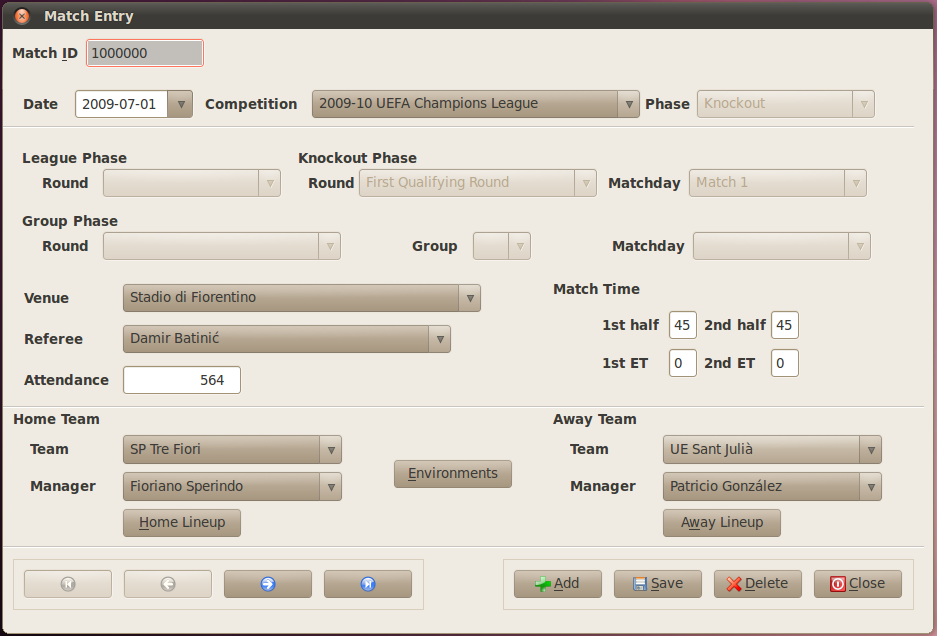 Match Entry
Match ID 1000000
Date 2009-07-01 Competition 2009-10 UEFA Champions League Phase Knockout
League Phase Knockout Phase
Round Round First Qualifying Round Matchday Match 1
Group Phase
Round Group Matchday
Venue Stadio di Fiorentino Match Time
1st half 45 2nd half 45
Referee Damir Batinić
1st ET 0 2nd ET 0
Attendance 564
Home Team Away Team
Team SP Tre Fiori Team UE Sant Julià
Environments
Manager Fioriano Sperindo Manager Patricio González
Home Lineup Away Lineup
Add Save Delete Close